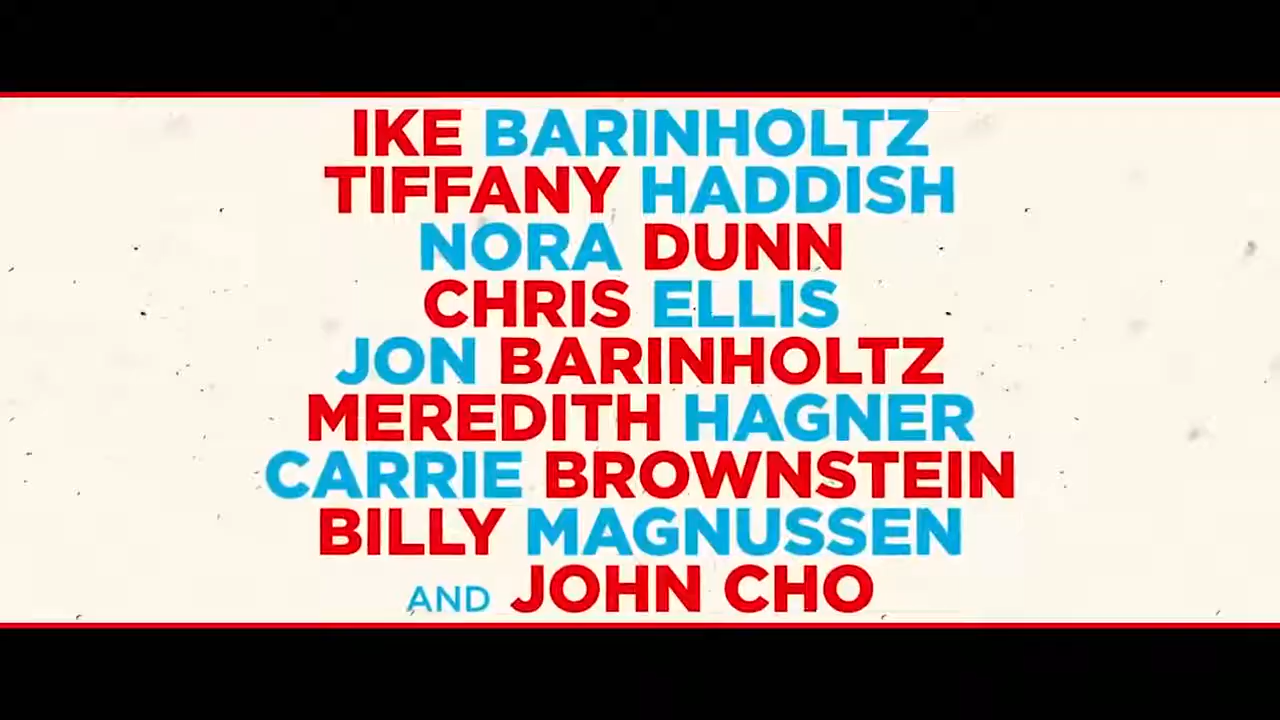 IKE BARINHOLTZ
TIFFANY HADDISH
NORA DUNN
CHRIS ELLIS
JON BARINHOLTZ
MEREDITH HAGNER
CARRIE BROWNSTEIN
BILLY MAGNUSSEN
AND JOHN CHO